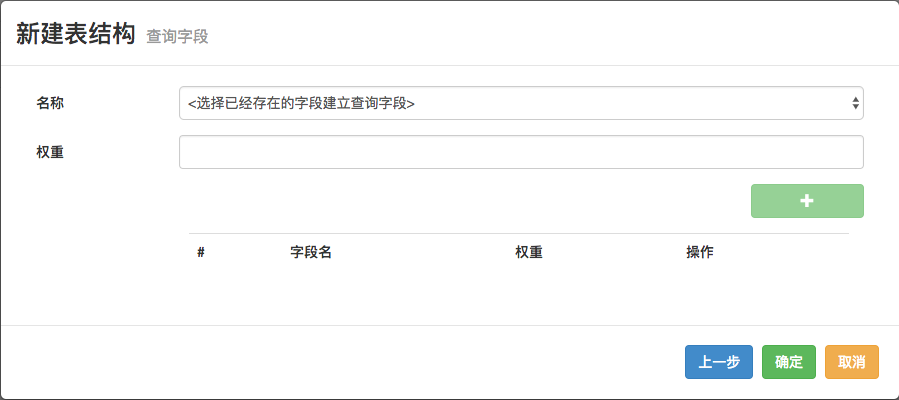 新建表结构 查询字段
名称
<选择已经存在的字段建立查询字段>
权重
# 字段名 权重 操作
上一步 确定 取消